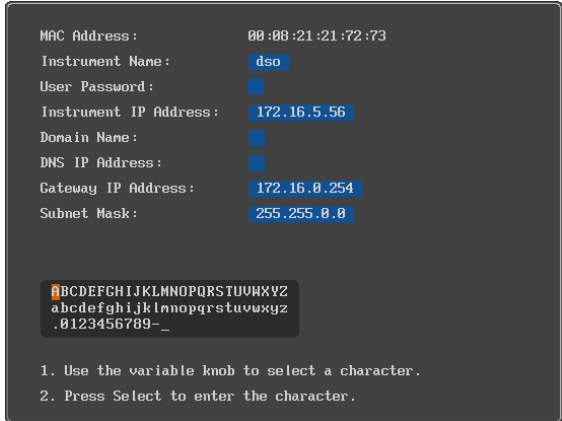 MAC Address: 00:08:21:21:72:73
Instrument Name: dso
User Password:
Instrument IP Address: 172.16.5.56
Domain Name:
DNS IP Address:
Gateway IP Address: 172.16.0.254
Subnet Mask: 255.255.0.0
ABCDEFGHIJKLMNOPQRSTUVWXYZ
abcdefghijklmnopqrstuvwxyz
.0123456789-_
1. Use the variable knob to select a character.
2. Press Select to enter the character.